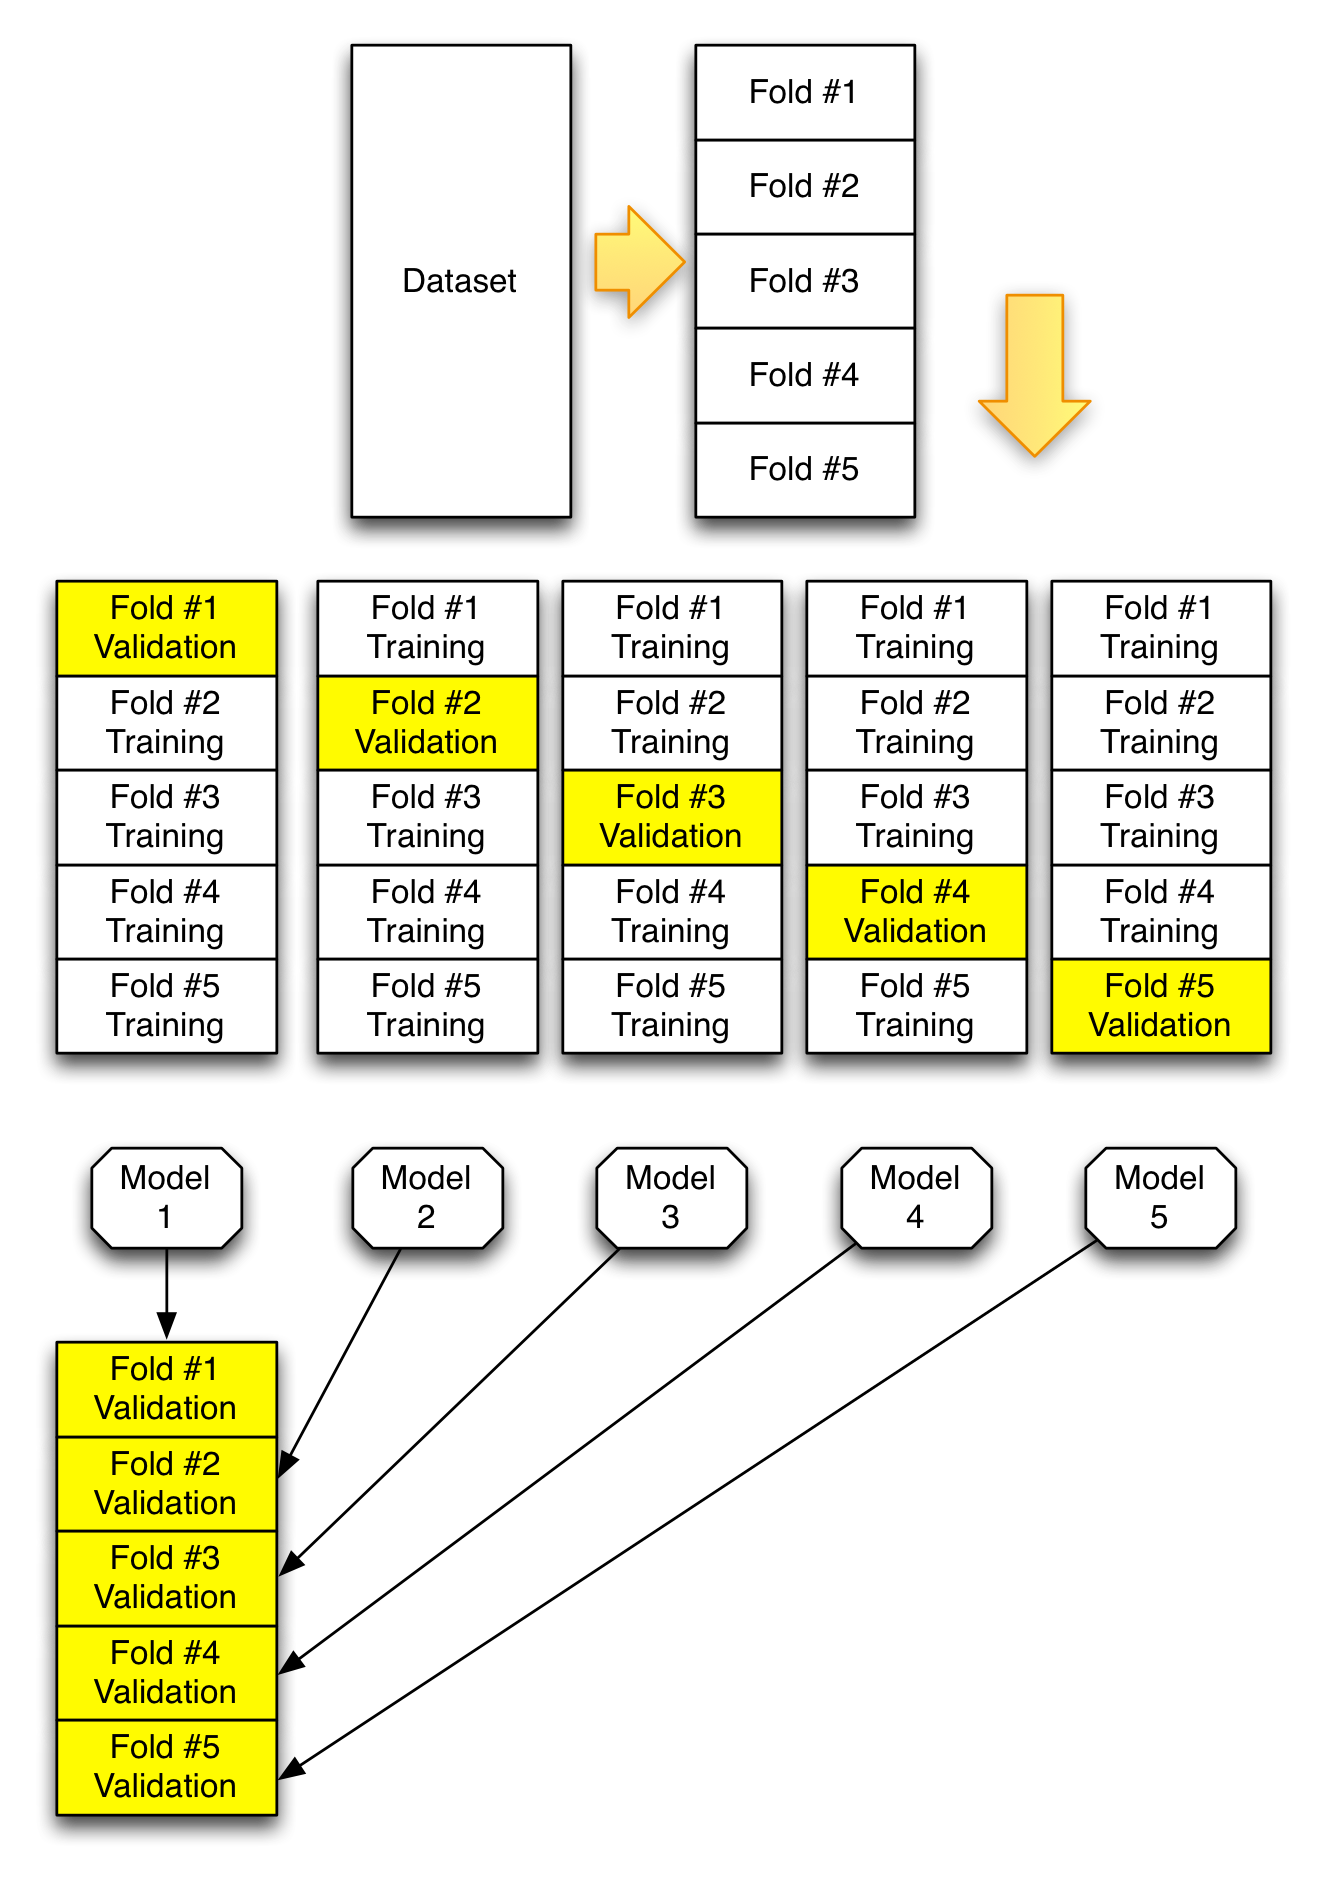 Dataset
Fold #1
Fold #2
Fold #3
Fold #4
Fold #5
Fold #1
Validation
Fold #2
Training
Fold #3
Training
Fold #4
Training
Fold #5
Training
Fold #1
Training
Fold #2
Validation
Fold #3
Training
Fold #4
Training
Fold #5
Training
Fold #1
Training
Fold #2
Training
Fold #3
Validation
Fold #4
Training
Fold #5
Training
Fold #1
Training
Fold #2
Training
Fold #3
Training
Fold #4
Validation
Fold #5
Training
Fold #1
Training
Fold #2
Training
Fold #3
Training
Fold #4
Training
Fold #5
Validation
Model
1
Model
2
Model
3
Model
4
Model
5
Fold #1
Validation
Fold #2
Validation
Fold #3
Validation
Fold #4
Validation
Fold #5
Validation